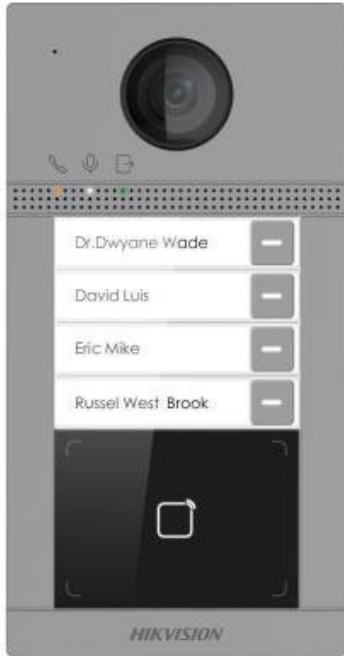 Dr.Dwyane Wade
David Luis
Eric Mike
Russel West Brook
HIKVISION